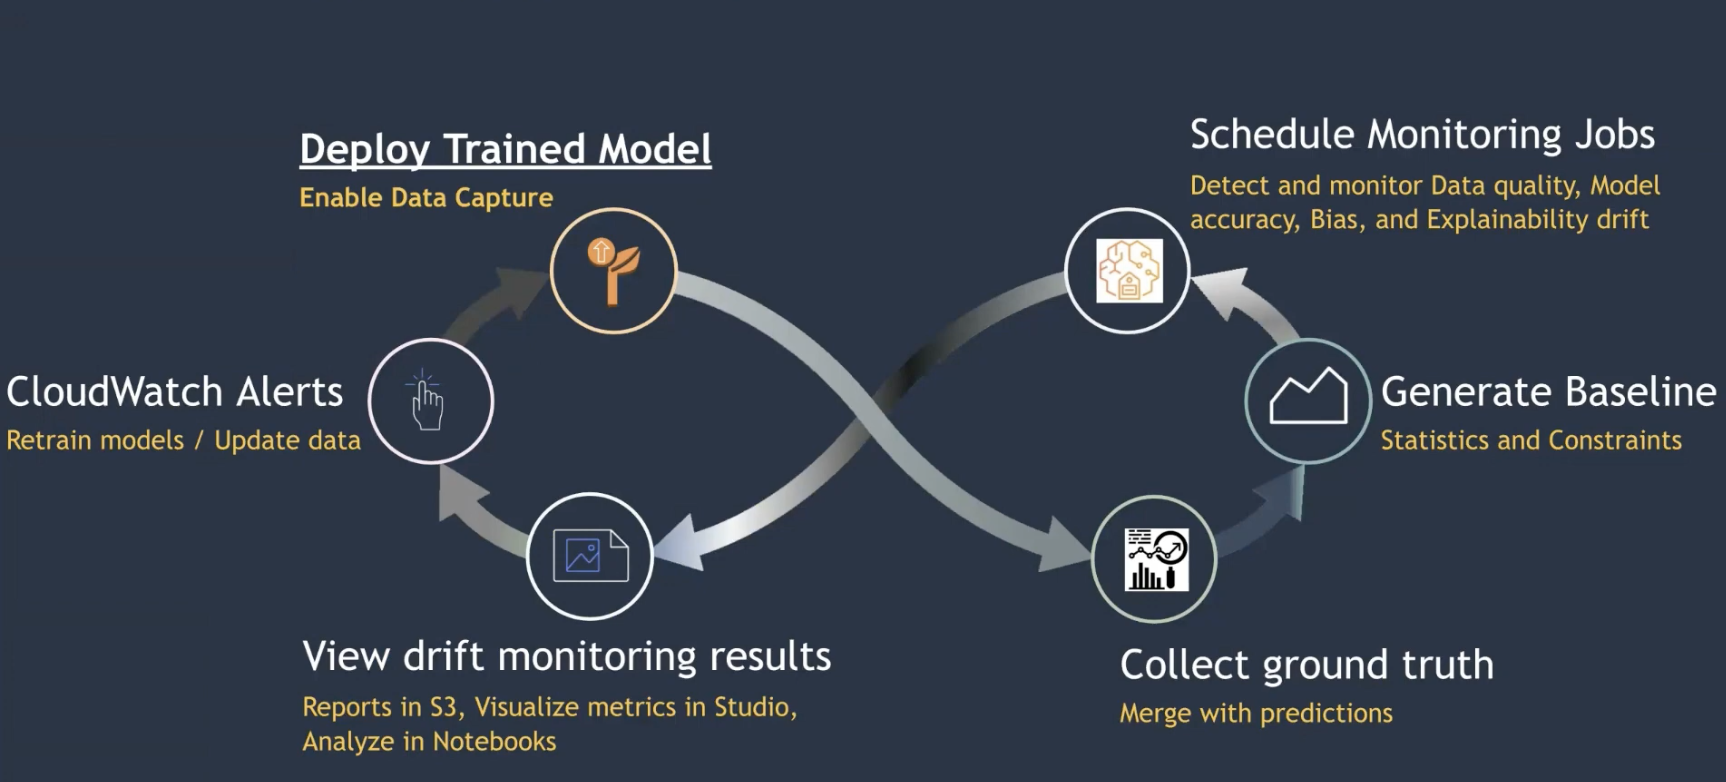 Deploy Trained Model
Enable Data Capture
Schedule Monitoring Jobs
Detect and monitor Data quality, Model
accuracy, Bias, and Explainability drift
CloudWatch Alerts
Retrain models / Update data
Generate Baseline
Statistics and Constraints
View drift monitoring results
Reports in S3, Visualize metrics in Studio,
Analyze in Notebooks
Collect ground truth
Merge with predictions